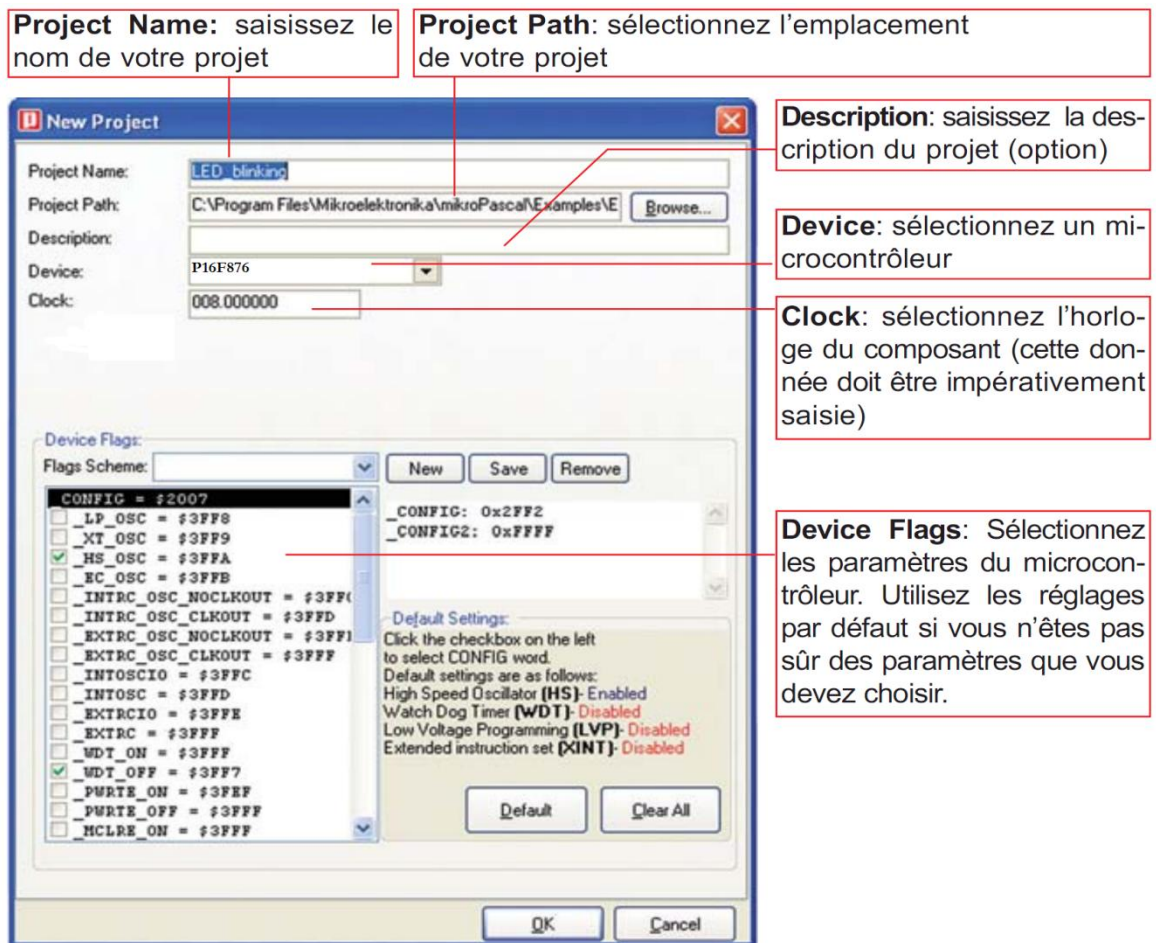 Project Name: saisissez le
nom de votre projet
Project Path: sélectionnez l'emplacement
de votre projet
New Project
Project Name:
LED_blinking
Project Path:
C:\Program Files\Mikroelektronika\mikroPascal\Examples\E
Browse...
Description:
Device:
P16F876
Clock:
008.000000
Description: saisissez la des-
cription du projet (option)
Device: sélectionnez un mi-
crocontrôleur
Clock: sélectionnez l'horlo-
ge du composant (cette don-
née doit être impérativement
saisie)
Device Flags:
Flags Scheme:
New
Save
Remove
_CONFIG = $2007
_LP_OSC = $3FF8
_XT_OSC = $3FF9
_HS_OSC = $3FFA
_EC_OSC = $3FFB
_INTRC_OSC_NOCLKOUT = $3FF
_INTRC_OSC_CLKOUT = $3FFD
_EXTRC_OSC_NOCLKOUT = $3FF
_EXTRC_OSC_CLKOUT = $3FFF
_INTOSCIO = $3FFC
_INTOSC = $3FFD
_EXTRCIO = $3FFE
_EXTRC = $3FFF
_WDT_ON = $3FFF
_WDT_OFF = $3FF7
_PWRTE_ON = $3FEF
_PWRTE_OFF = $3FFF
_MCLRE_ON = $3FFF
_CONFIG: 0x2FF2
_CONFIG2: 0xFFFF
Default Settings:
Click the checkbox on the left
to select CONFIG word.
Default settings are as follows:
High Speed Oscillator (HS)- Enabled
Watch Dog Timer (WDT)- Disabled
Low Voltage Programming (LVP)- Disabled
Extended instruction set (XINT)- Disabled
Default
Clear All
OK
Cancel
Device Flags: Sélectionnez
les paramètres du microcon-
trôleur. Utilisez les réglages
par défaut si vous n'êtes pas
sûr des paramètres que vous
devez choisir.